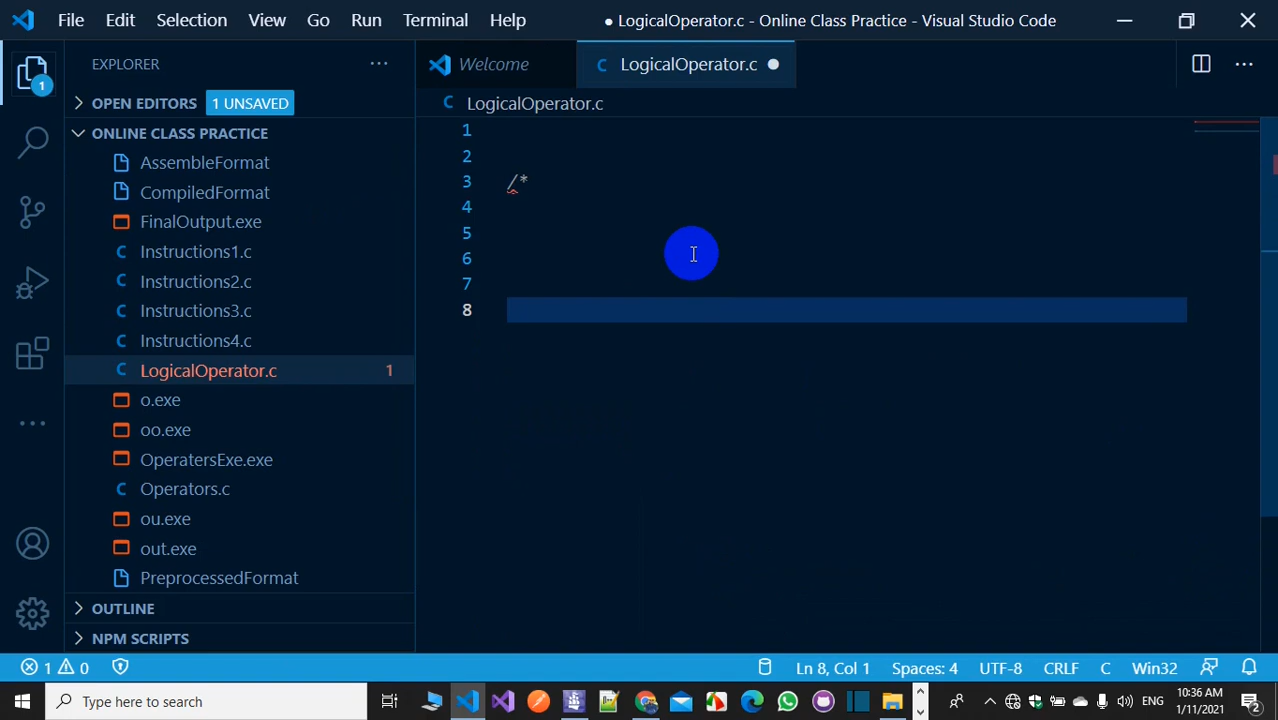 File Edit Selection View Go Run Terminal Help
● LogicalOperator.c - Online Class Practice - Visual Studio Code
EXPLORER
1
OPEN EDITORS 1 UNSAVED
ONLINE CLASS PRACTICE
AssembleFormat
CompiledFormat
FinalOutput.exe
C Instructions1.c
C Instructions2.c
C Instructions3.c
C Instructions4.c
C LogicalOperator.c 1
o.exe
oo.exe
OperatersExe.exe
C Operators.c
ou.exe
out.exe
PreprocessedFormat
OUTLINE
NPM SCRIPTS
Welcome
C LogicalOperator.c
C LogicalOperator.c
1
2
3 /*
4
5
6
7
8
1 0
Ln 8, Col 1 Spaces: 4 UTF-8 CRLF C Win32
Type here to search
ENG
10:36 AM
1/11/2021
2